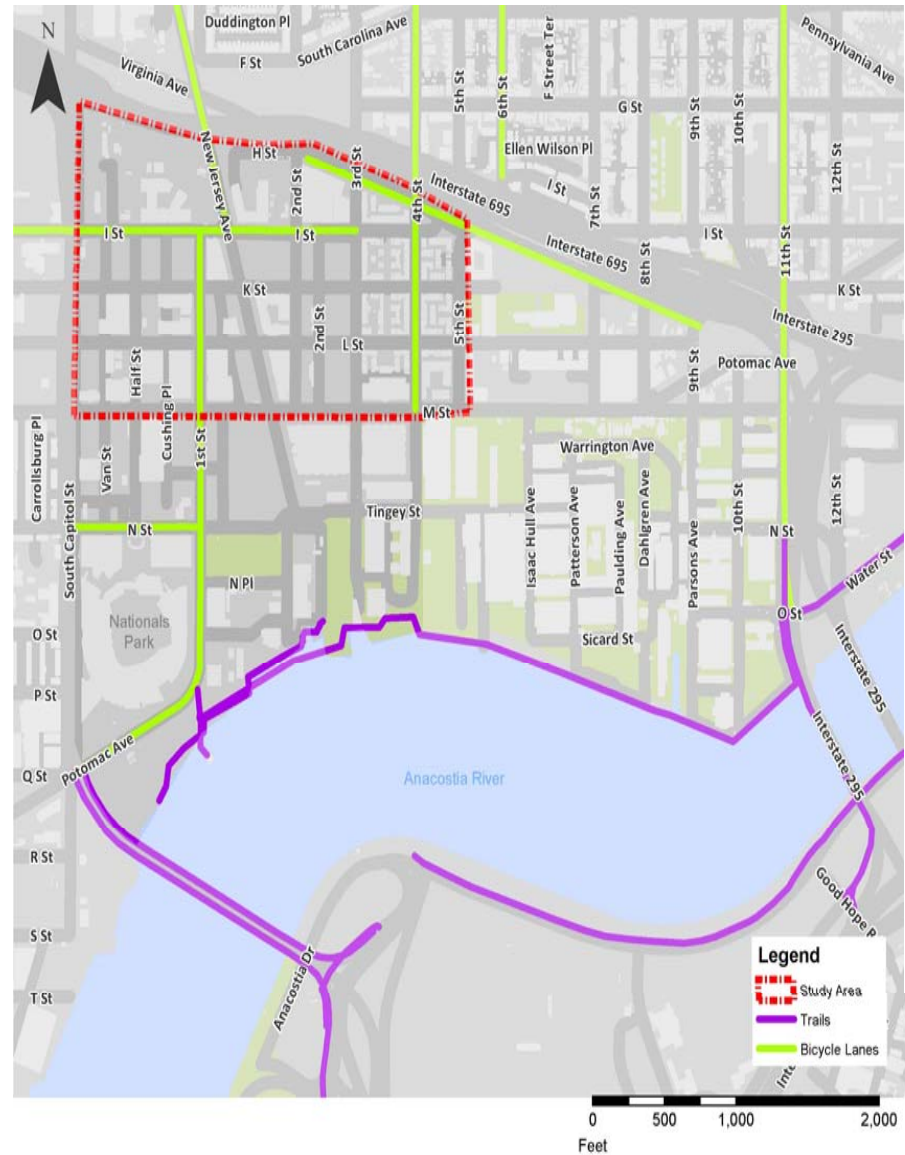 Duddington Pl
South Carolina Ave
F St
Pennsylvania Ave
N
Virginia Ave
5th St
6th St
F Street Ter
G St
9th St
10th St
12th St
New Jersey Ave
H St
3rd St
Ellen Wilson Pl
I St
2nd St
4th St
Interstate 695
7th St
I St
I St
Interstate 695
8th St
I St
11th St
K St
K St
2nd St
L St
5th St
Interstate 295
Half St
9th St
Potomac Ave
Carrollsburg Pl
Van St
Cushing Pl
1st St
M St
Warrington Ave
South Capitol St
Tingey St
Isaac Hull Ave
Patterson Ave
Paulding Ave
Dahlgren Ave
Parsons Ave
10th St
12th St
N St
N St
Water St
N Pl
Nationals
Park
O St
Sicard St
O St
P St
Interstate 295
Potomac Ave
Q St
Anacostia River
Interstate 295
R St
Good Hope R
S St
Anacostia Dr
T St
Legend
Study Area
Trails
Bicycle Lanes
0 500 1,000 2,000
Feet